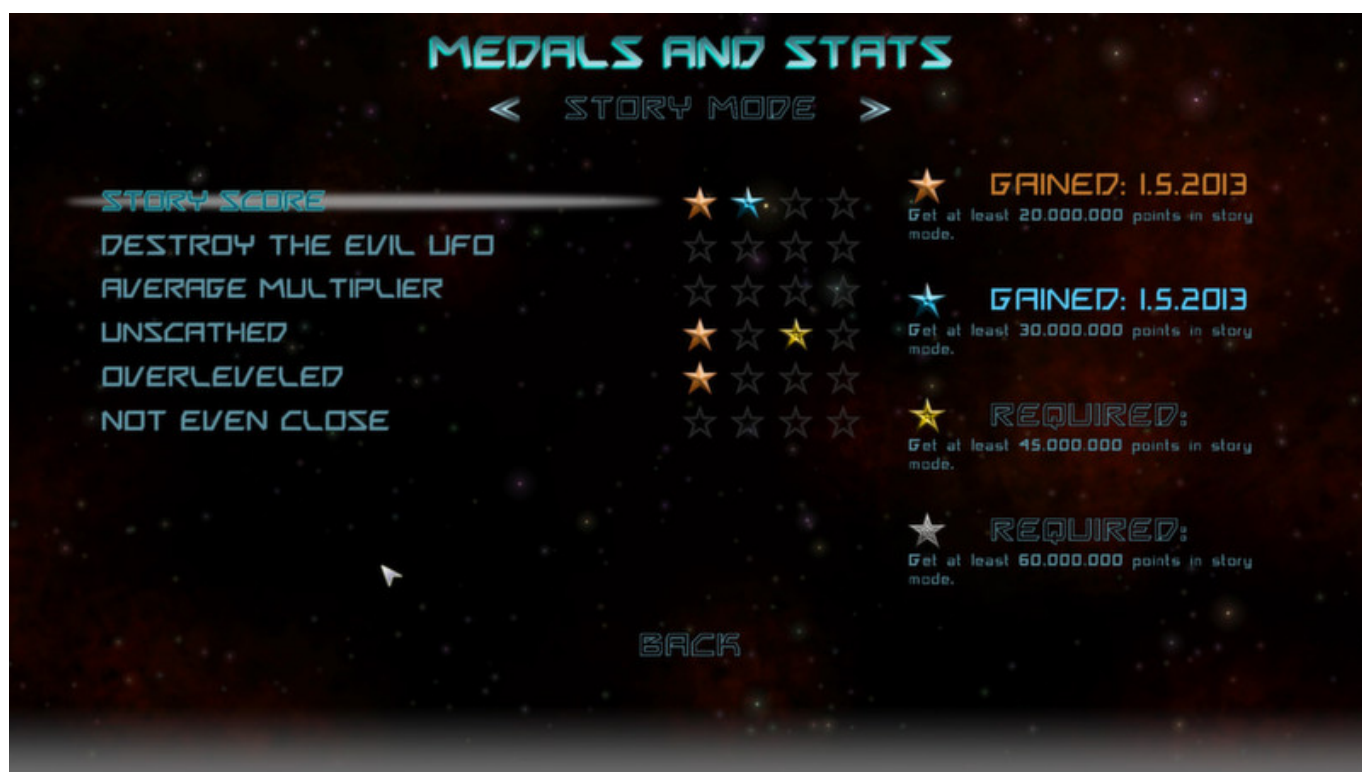 MEDALS AND STATS
STORY MODE
STORY SCORE
DESTROY THE EVIL UFO
AVERAGE MULTIPLIER
UNSCATHED
OVERLEVELED
NOT EVEN CLOSE
GAINED: 1.5.2013
Get at least 20.000.000 points in story
mode.
GAINED: 1.5.2013
Get at least 30.000.000 points in story
mode.
REQUIRED:
Get at least 45.000.000 points in story
mode.
REQUIRED:
Get at least 60.000.000 points in story
mode.
BACK